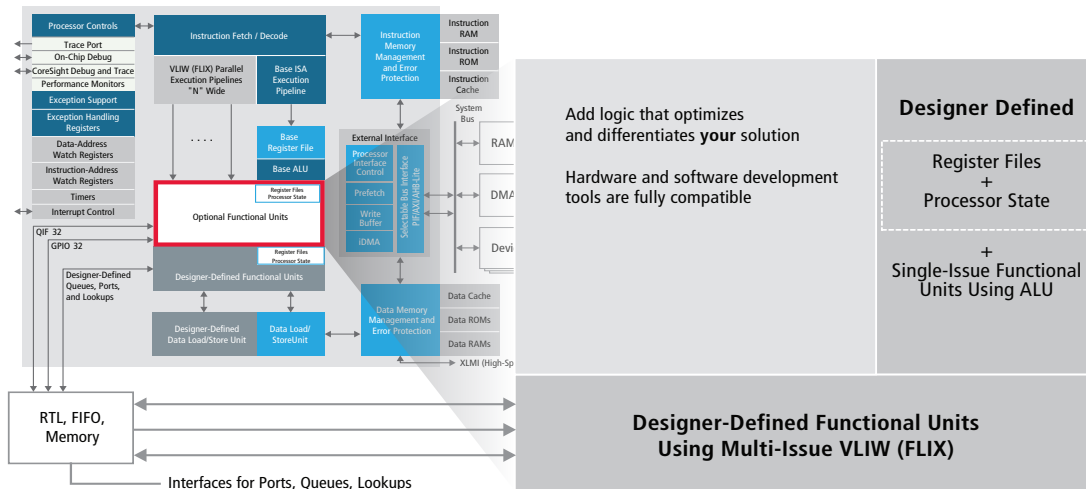 Processor Controls
Trace Port
On-Chip Debug
CoreSight Debug and Trace
Performance Monitors
Exception Support
Exception Handling
Registers
Data-Address
Watch Registers
Instruction-Address
Watch Registers
Timers
Interrupt Control
QIF 32
GPIO 32
Designer-Defined
Queues, Ports,
and Lookups
Instruction Fetch / Decode
VLIW (FLIX) Parallel
Execution Pipelines
"N" Wide
Base ISA
Execution
Pipeline
. . . .
Base
Register File
Base ALU
Register Files
Processor State
Optional Functional Units
Register Files
Processor State
Designer-Defined Functional Units
Designer-Defined
Data Load/Store Unit
Data Load/
StoreUnit
Instruction
Memory
Management
and Error
Protection
Instruction
RAM
Instruction
ROM
Instruction
Cache
External Interface
Processor
Interface
Control
Prefetch
Write
Buffer
iDMA
Selectable Bus Interface
PIF/AXI/AHB-Lite
System
Bus
RAM
DMA
Devi
Data Memory
Management and
Error Protection
Data Cache
Data ROMs
Data RAMs
XLMI (High-Sp
RTL, FIFO,
Memory
Interfaces for Ports, Queues, Lookups
Add logic that optimizes
and differentiates your solution
Hardware and software development
tools are fully compatible
Designer Defined
Register Files
+
Processor State
+
Single-Issue Functional
Units Using ALU
Designer-Defined Functional Units
Using Multi-Issue VLIW (FLIX)